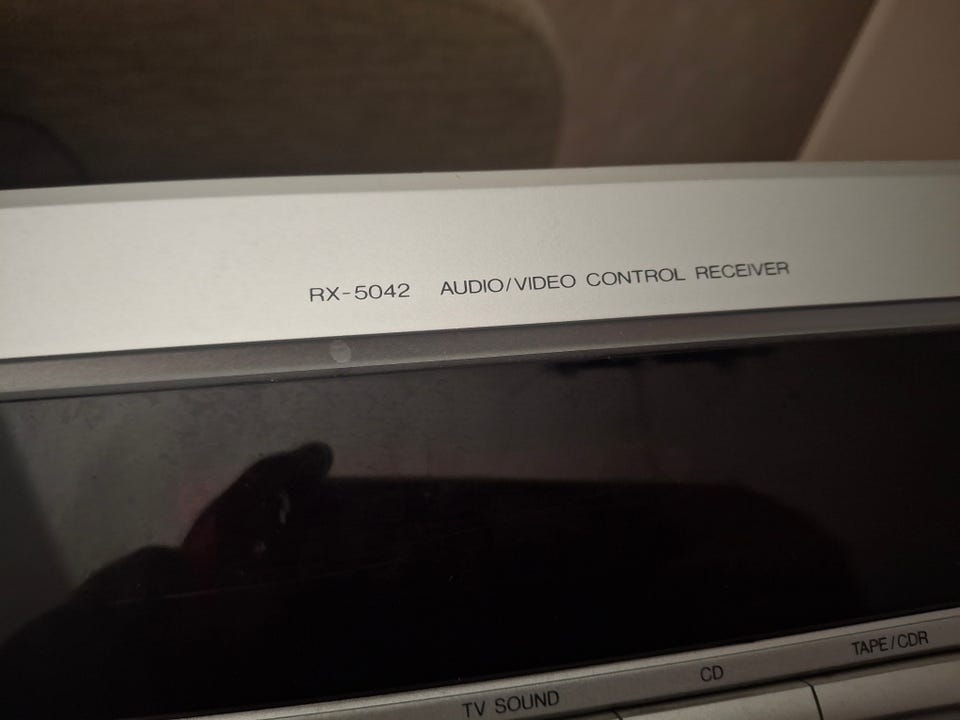 RX-5042 AUDIO/VIDEO CONTROL RECEIVER
TV SOUND CD TAPE/CDR